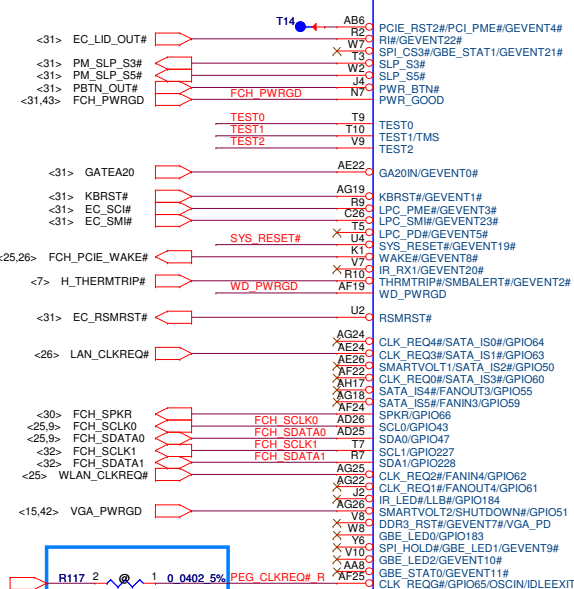 T14 AB6 PCIE_RST2#/PCI_PME#/GEVENT4#
<31> EC_LID_OUT# R2 RI#/GEVENT22#
W7 SPI_CS3#/GBE_STAT1/GEVENT21#
<31> PM_SLP_S3# T3 SLP_S3#
<31> PM_SLP_S5# W2 SLP_S5#
<31> PBTN_OUT# J4 PWR_BTN#
<31,43> FCH_PWRGD FCH_PWRGD N7 PWR_GOOD
TEST0 T9 TEST0
TEST1 T10 TEST1/TMS
TEST2 V9 TEST2
<31> GATEA20 AE22 GA20IN/GEVENT0#
<31> KBRST# AG19 KBRST#/GEVENT1#
<31> EC_SCI# R9 LPC_PME#/GEVENT3#
<31> EC_SMI# C26 LPC_SMI#/GEVENT23#
T5 LPC_PD#/GEVENT5#
SYS_RESET# U4 SYS_RESET#/GEVENT19#
<25,26> FCH_PCIE_WAKE# K1 WAKE#/GEVENT8#
V7 IR_RX1/GEVENT20#
<7> H_THERMTRIP# R10 THRMTRIP#/SMBALERT#/GEVENT2#
WD_PWRGD AF19 WD_PWRGD
<31> EC_RSMRST# U2 RSMRST#
AG24 CLK_REQ4#/SATA_IS0#/GPIO64
<26> LAN_CLKREQ# AE24 CLK_REQ3#/SATA_IS1#/GPIO63
AE26 SMARTVOLT1/SATA_IS2#/GPIO50
AF22 CLK_REQ0#/SATA_IS3#/GPIO60
AH17 SATA_IS4#/FANOUT3/GPIO55
AG18 SATA_IS5#/FANIN3/GPIO59
<30> FCH_SPKR AF24 SPKR/GPIO66
<25,9> FCH_SCLK0 FCH_SCLK0 AD26 SCL0/GPIO43
<25,9> FCH_SDATA0 FCH_SDATA0 AD25 SDA0/GPIO47
<32> FCH_SCLK1 FCH_SCLK1 T7 SCL1/GPIO227
<32> FCH_SDATA1 FCH_SDATA1 R7 SDA1/GPIO228
<25> WLAN_CLKREQ# AG25 CLK_REQ2#/FANIN4/GPIO62
AG22 CLK_REQ1#/FANOUT4/GPIO61
J2 IR_LED#/LLB#/GPIO184
<15,42> VGA_PWRGD AG26 SMARTVOLT2/SHUTDOWN#/GPIO51
V8 DDR3_RST#/GEVENT7#/VGA_PD
W8 GBE_LED0/GPIO183
Y6 SPI_HOLD#/GBE_LED1/GEVENT9#
V10 GBE_LED2/GEVENT10#
AA8 GBE_STAT0/GEVENT11#
R117 2 @ 1 0_0402_5% PEG_CLKREQ#_R AF25 CLK_REQG#/GPIO65/OSCIN/IDLEEXIT